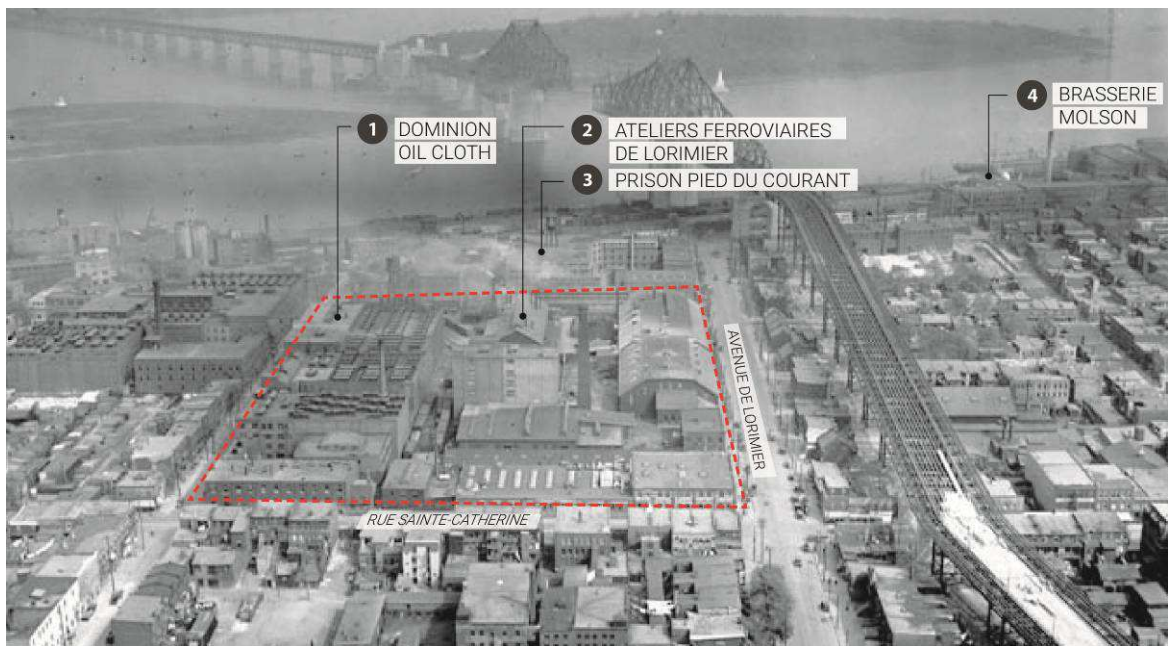 1 DOMINION
OIL CLOTH
2 ATELIERS FERROVIAIRES
DE LORIMIER
3 PRISON PIED DU COURANT
4 BRASSERIE
MOLSON
AVENUE DE LORIMIER
RUE SAINTE-CATHERINE